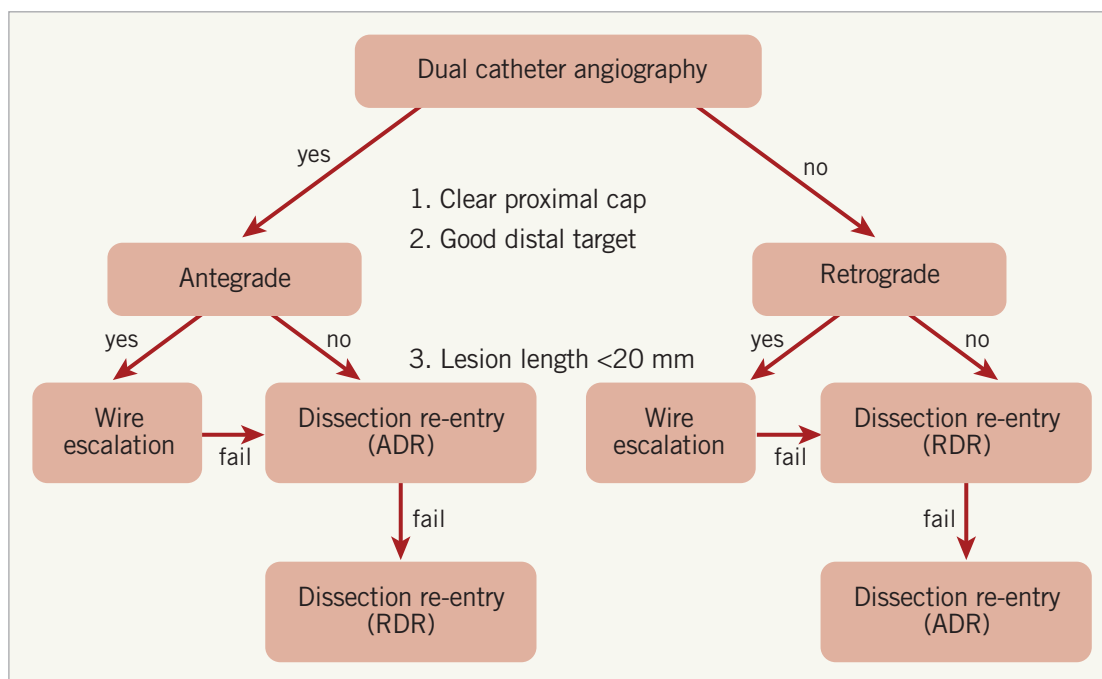 Dual catheter angiography
yes
no
1. Clear proximal cap
2. Good distal target
Antegrade
Retrograde
yes
no
3. Lesion length <20 mm
yes
no
Wire
escalation
fail
Dissection re-entry
(ADR)
Wire
escalation
fail
Dissection re-entry
(RDR)
fail
fail
Dissection re-entry
(RDR)
Dissection re-entry
(ADR)